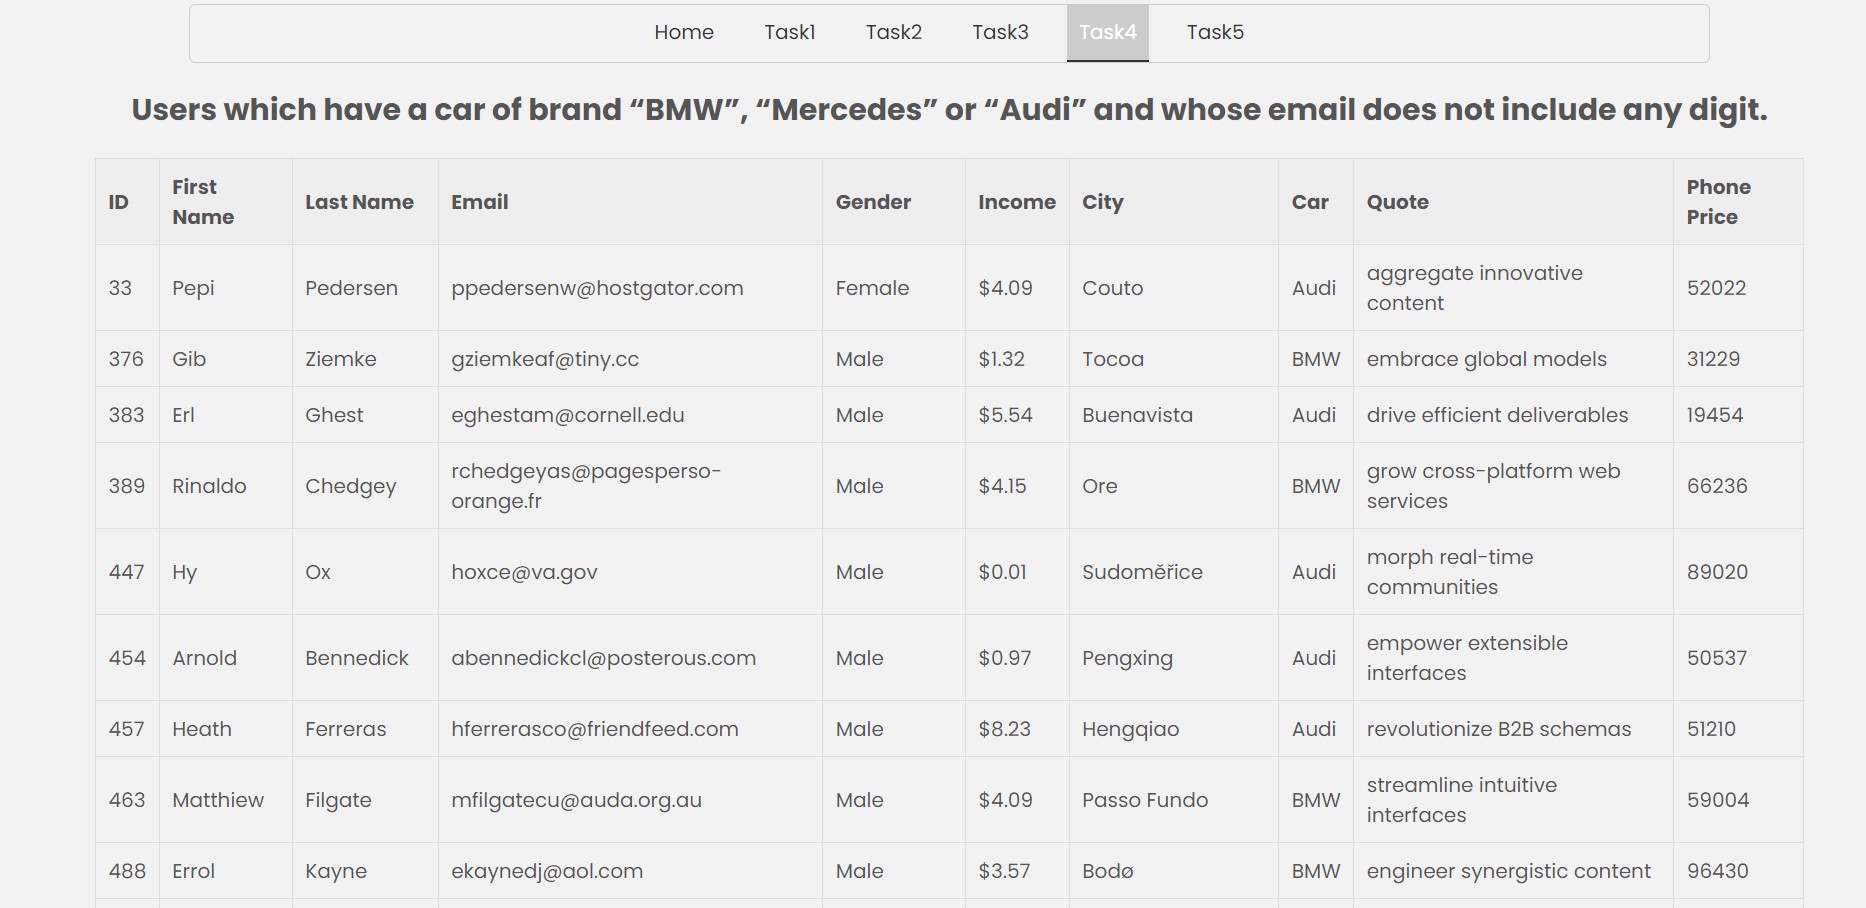 Home Task1 Task2 Task3 Task4 Task5
Users which have a car of brand “BMW”, “Mercedes” or “Audi” and whose email does not include any digit.
ID First Name Last Name Email Gender Income City Car Quote Phone Price
33 Pepi Pedersen ppedersenw@hostgator.com Female $4.09 Couto Audi aggregate innovative content 52022
376 Gib Ziemke gziemkeaf@tiny.cc Male $1.32 Tocoa BMW embrace global models 31229
383 Erl Ghest eghestam@cornell.edu Male $5.54 Buenavista Audi drive efficient deliverables 19454
389 Rinaldo Chedgey rchedgeyas@pagesperso-orange.fr Male $4.15 Ore BMW grow cross-platform web services 66236
447 Hy Ox hoxce@va.gov Male $0.01 Sudoměřice Audi morph real-time communities 89020
454 Arnold Bennedick abennedickcl@posterous.com Male $0.97 Pengxing Audi empower extensible interfaces 50537
457 Heath Ferreras hferrerasco@friendfeed.com Male $8.23 Hengqiao Audi revolutionize B2B schemas 51210
463 Matthiew Filgate mfilgatecu@auda.org.au Male $4.09 Passo Fundo BMW streamline intuitive interfaces 59004
488 Errol Kayne ekaynedj@aol.com Male $3.57 Bodø BMW engineer synergistic content 96430